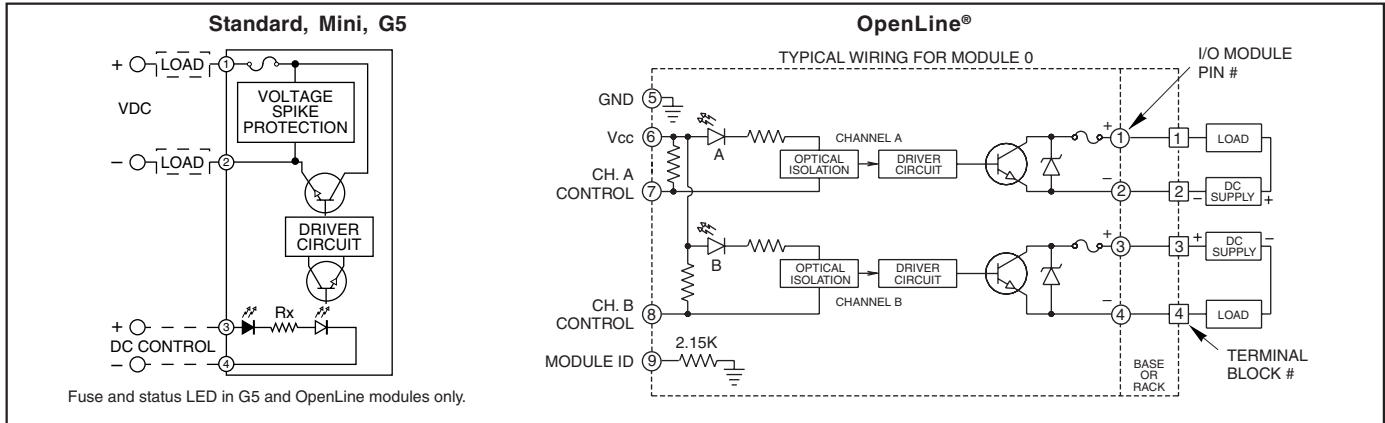 Standard, Mini, G5
+ LOAD 1
VDC
VOLTAGE
SPIKE
PROTECTION
– LOAD 2
DRIVER
CIRCUIT
Rx
+ 3
DC CONTROL
– 4
Fuse and status LED in G5 and OpenLine modules only.
OpenLine®
TYPICAL WIRING FOR MODULE 0
I/O MODULE
PIN #
GND 5
Vcc 6
A
CHANNEL A
OPTICAL
ISOLATION
DRIVER
CIRCUIT
+ 1 1 LOAD
CH. A
CONTROL 7
– 2 2 – DC
SUPPLY +
B
OPTICAL
ISOLATION
DRIVER
CIRCUIT
CHANNEL B
+ 3 3 + DC
SUPPLY –
CH. B
CONTROL 8
– 4 4 LOAD
MODULE ID 9 2.15K
BASE
OR
RACK
TERMINAL
BLOCK #